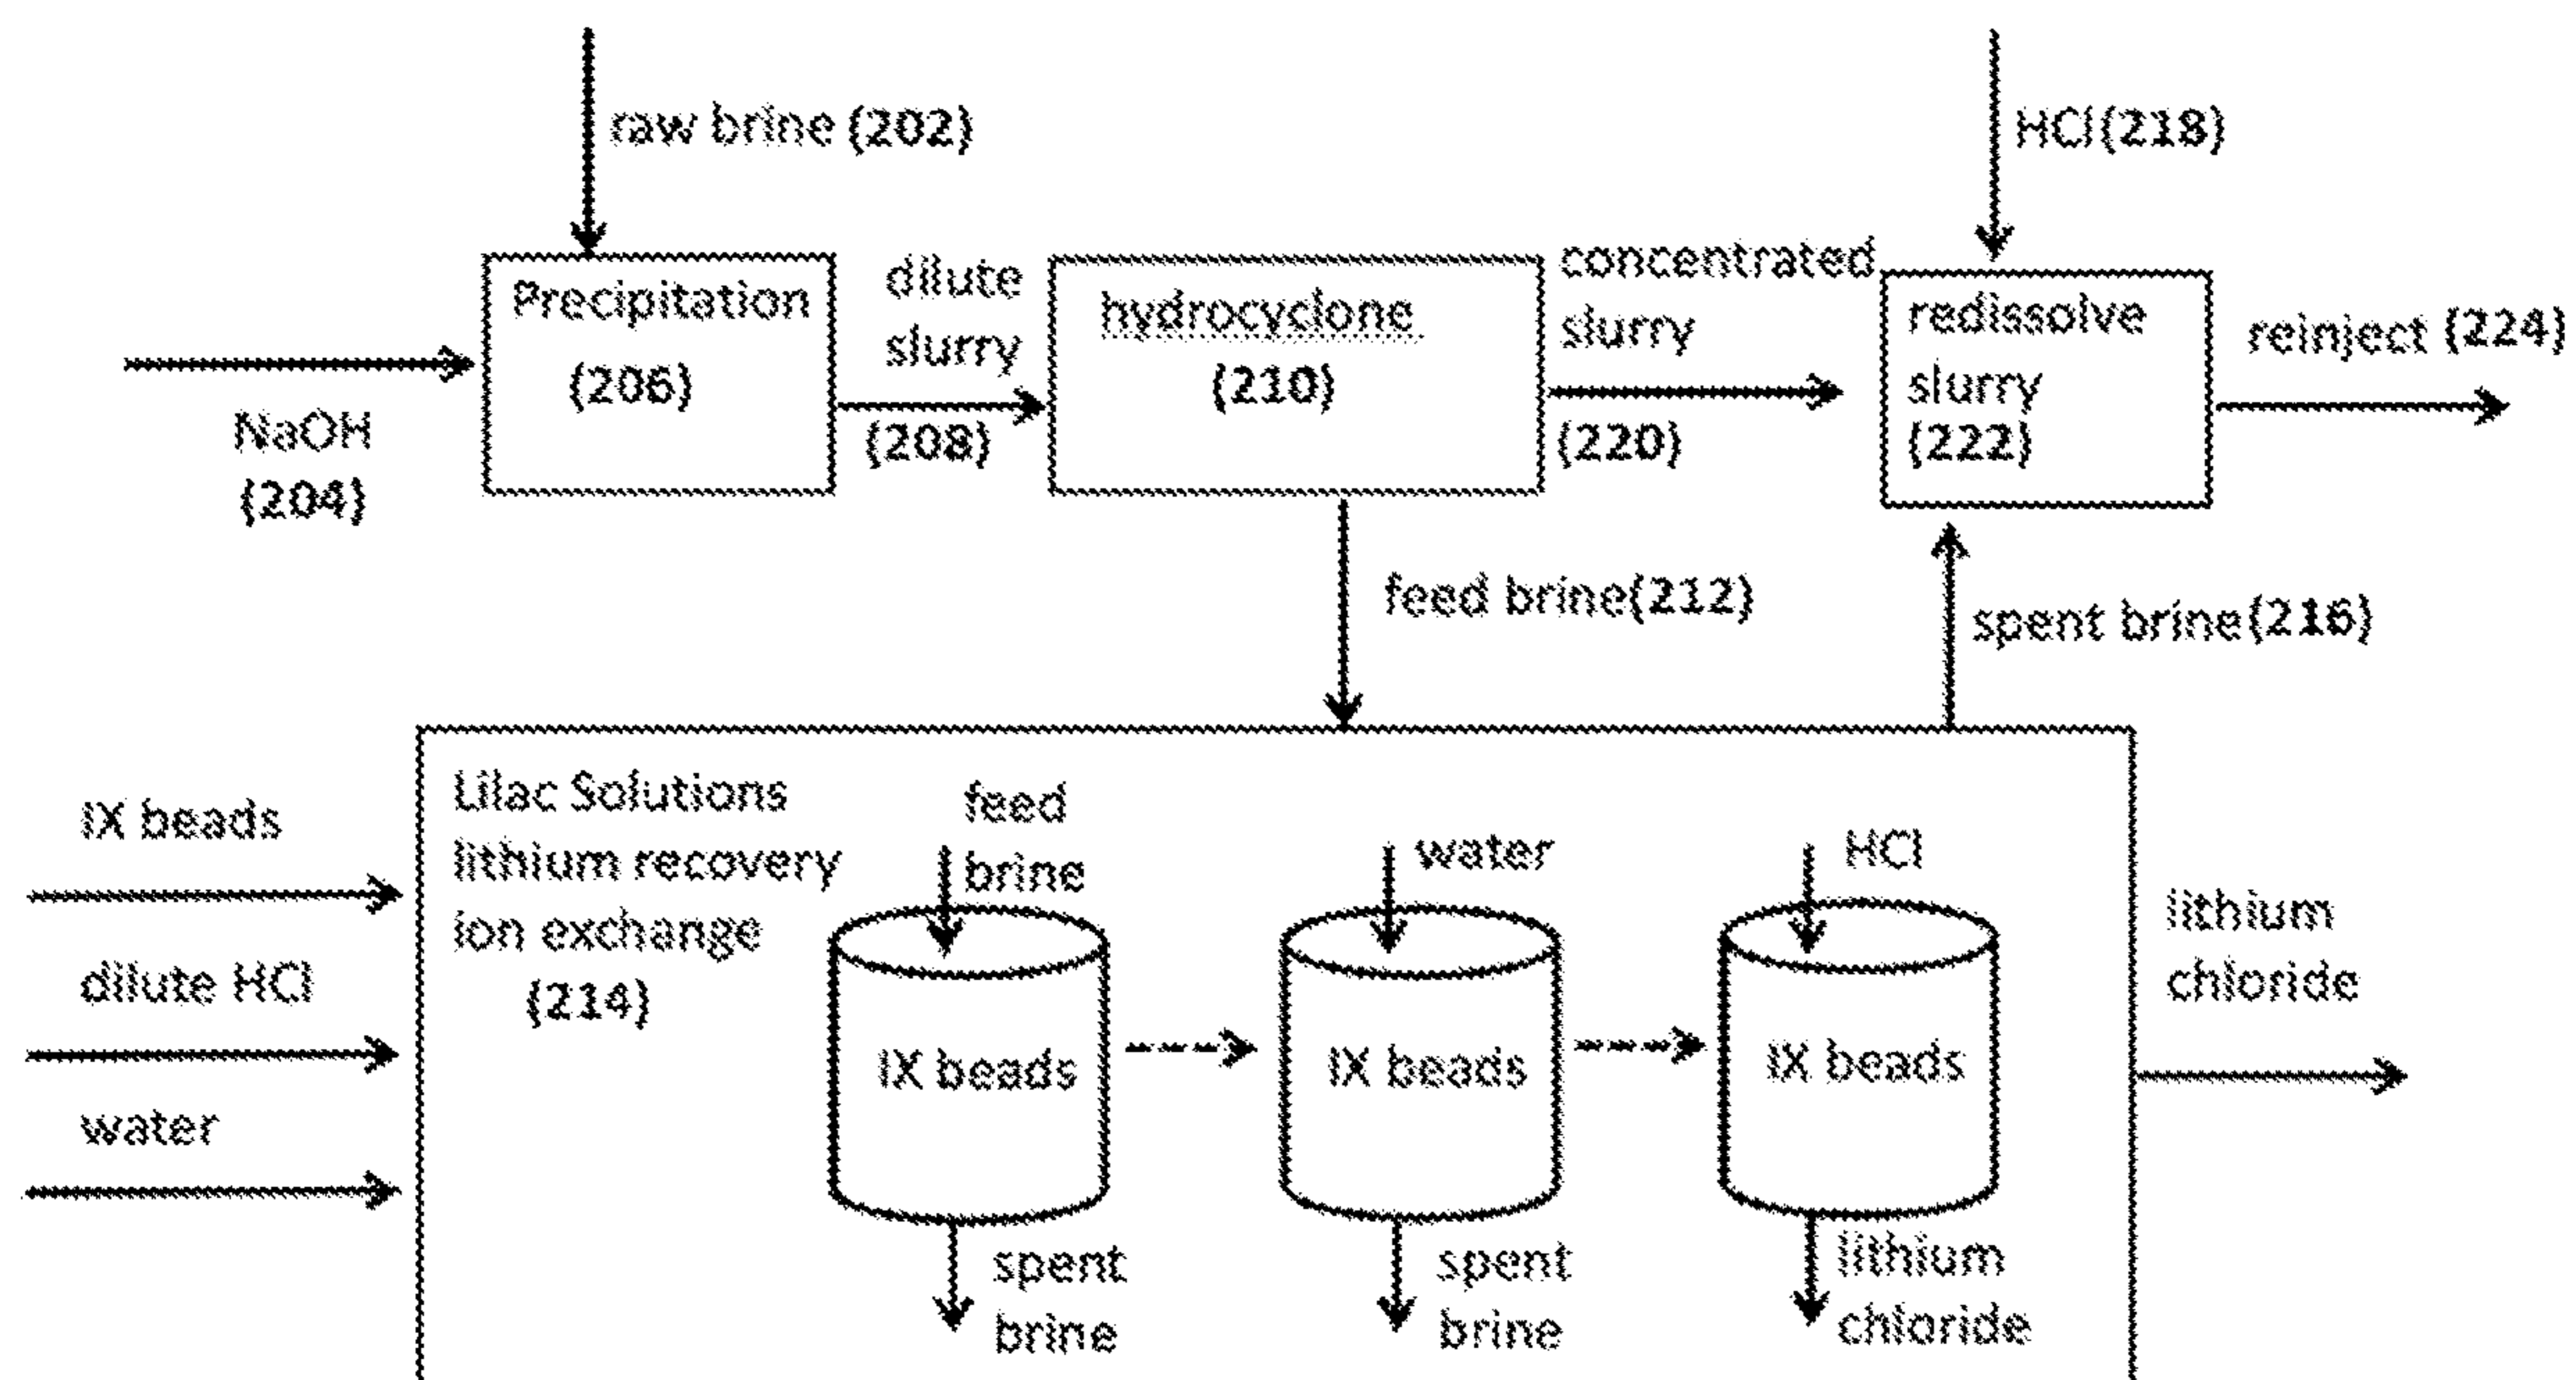 raw brine (202)
HCl(218)
Precipitation
(206)
NaOH
(204)
dilute
slurry
(208)
hydrocyclone
(210)
concentrated
slurry
(220)
redissolve
slurry
(222)
reinject (224)
feed brine(212)
spent brine(216)
IX beads
dilute HCl
water
Lilac Solutions
lithium recovery
ion exchange
(214)
feed
brine
water
HCl
IX beads
IX beads
IX beads
spent
brine
spent
brine
lithium
chloride
lithium
chloride